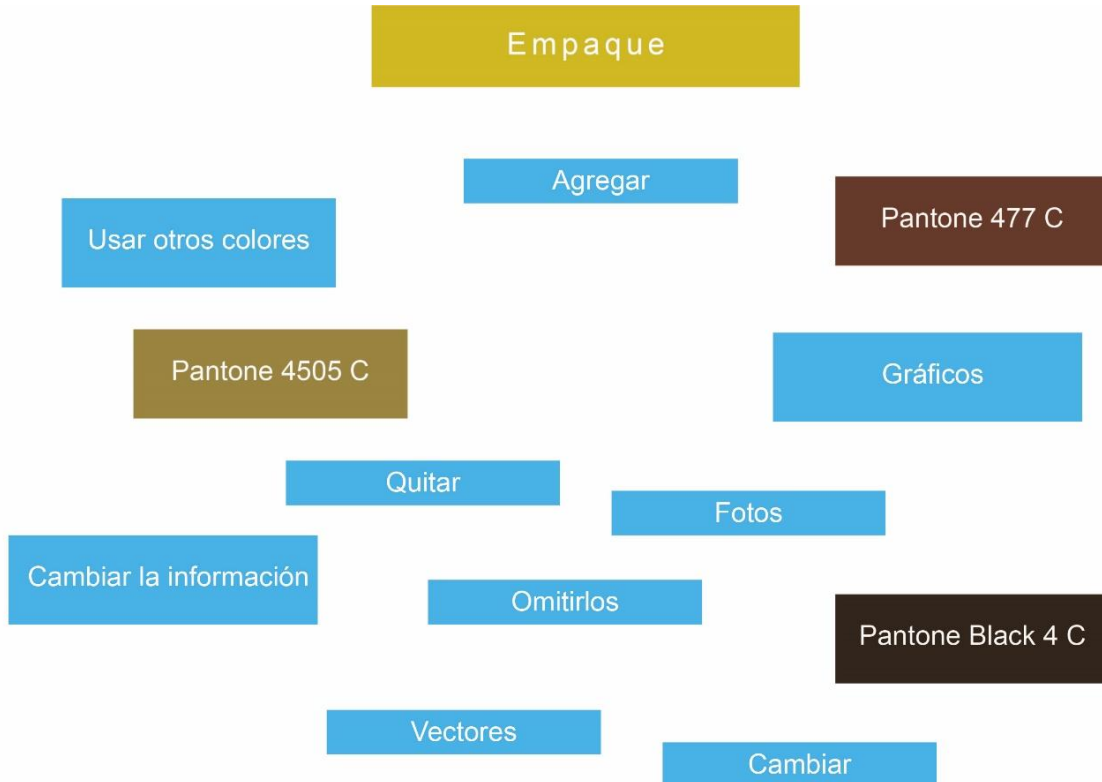 Empaque
Agregar
Pantone 477 C
Usar otros colores
Pantone 4505 C
Gráficos
Quitar
Fotos
Cambiar la información
Omitirlos
Pantone Black 4 C
Vectores
Cambiar